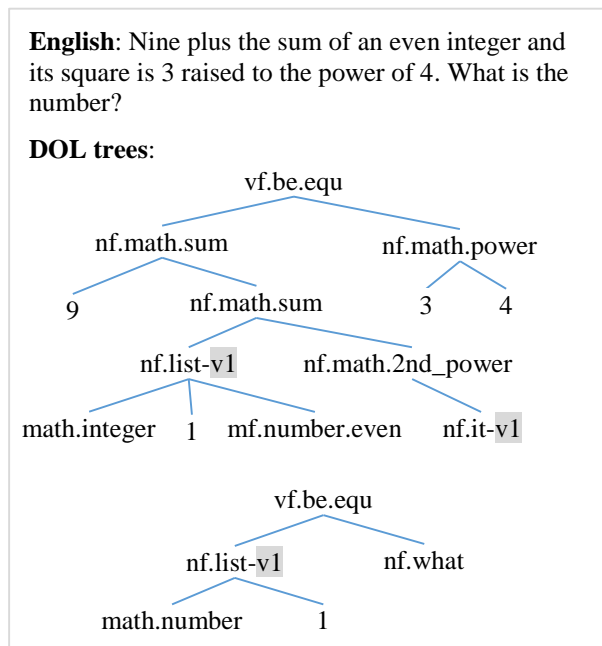 English: Nine plus the sum of an even integer and
its square is 3 raised to the power of 4. What is the
number?
DOL trees:
vf.be.equ
nf.math.sum nf.math.power
9 nf.math.sum 3 4
nf.list-v1 nf.math.2nd_power
math.integer 1 mf.number.even nf.it-v1
vf.be.equ
nf.list-v1 nf.what
math.number 1